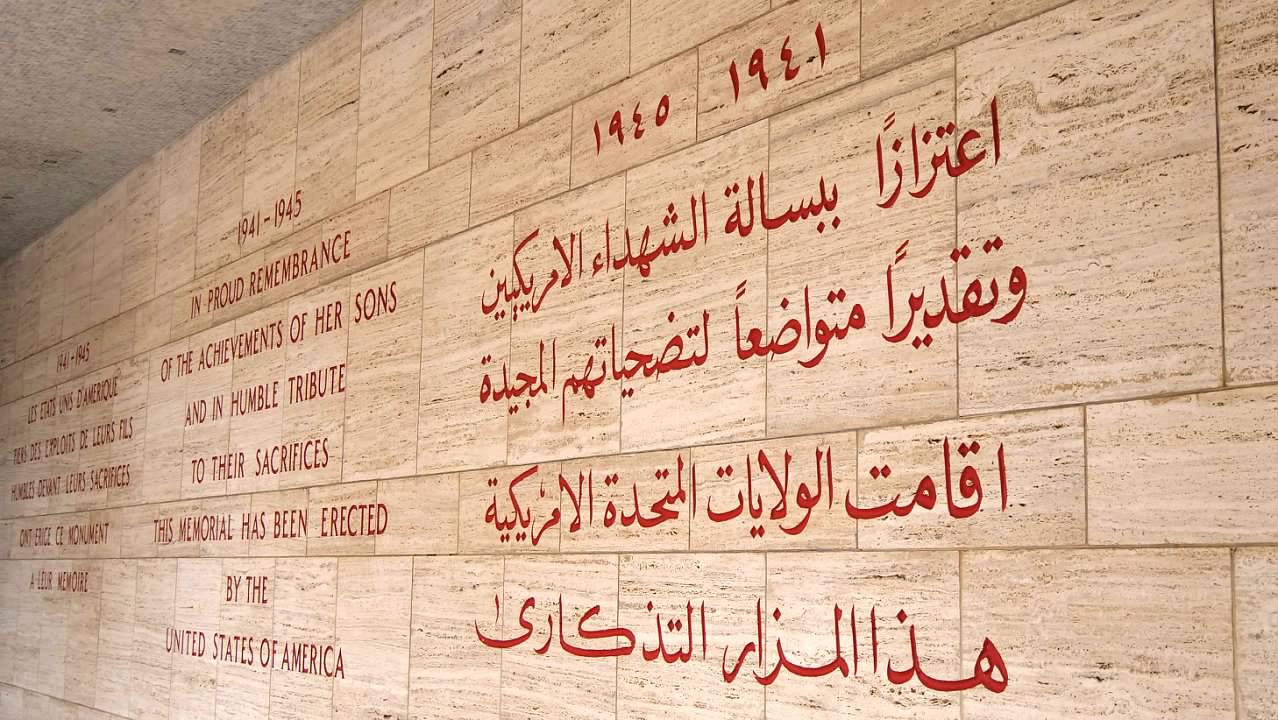 1941-1945
LES ETATS UNIS D'AMERIQUE
FIERS DES EXPLOITS DE LEURS FILS
HUMBLES DEVANT LEURS SACRIFICES
ONT ERIGE CE MONUMENT
A LEUR MEMOIRE
1941-1945
IN PROUD REMEMBRANCE
OF THE ACHIEVEMENTS OF HER SONS
AND IN HUMBLE TRIBUTE
TO THEIR SACRIFICES
THIS MEMORIAL HAS BEEN ERECTED
BY THE
UNITED STATES OF AMERICA
١٩٤١ ١٩٤٥
اعتزازًا ببسالة الشهداء الامريكيين
وتقديرًا متواضعاً لتضحياتهم المجيدة
اقامت الولايات المتحدة الامريكية
هذا المزار التذكارى